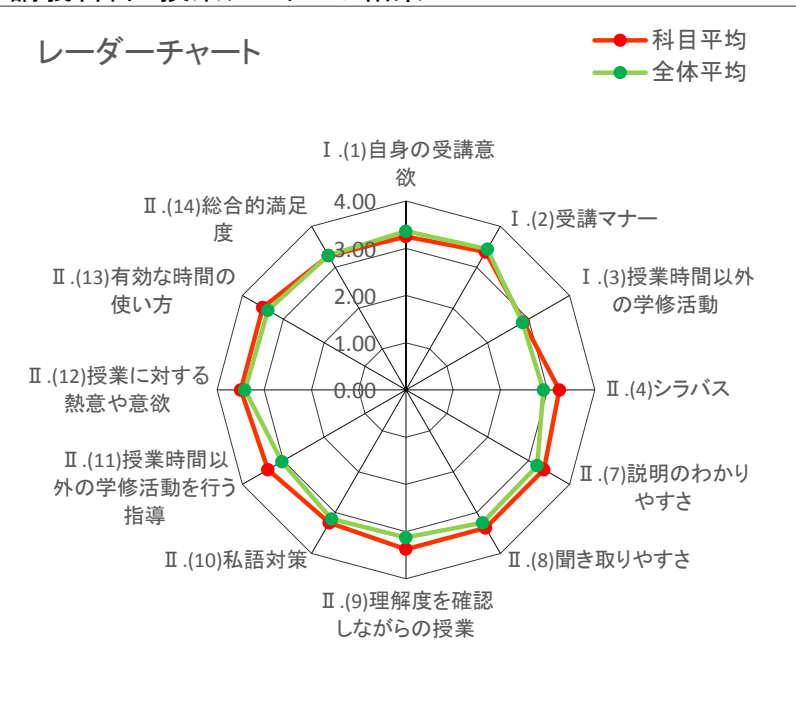 レーダーチャート
科目平均
全体平均
Ⅰ.(1)自身の受講意
欲
Ⅰ.(2)受講マナー
Ⅰ.(3)授業時間以外
の学修活動
Ⅱ.(4)シラバス
Ⅱ.(7)説明のわかり
やすさ
Ⅱ.(8)聞き取りやすさ
Ⅱ.(9)理解度を確認
しながらの授業
Ⅱ.(10)私語対策
Ⅱ.(11)授業時間以
外の学修活動を行う
指導
Ⅱ.(12)授業に対する
熱意や意欲
Ⅱ.(13)有効な時間の
使い方
Ⅱ.(14)総合的満足
度
4.00
3.00
2.00
1.00
0.00